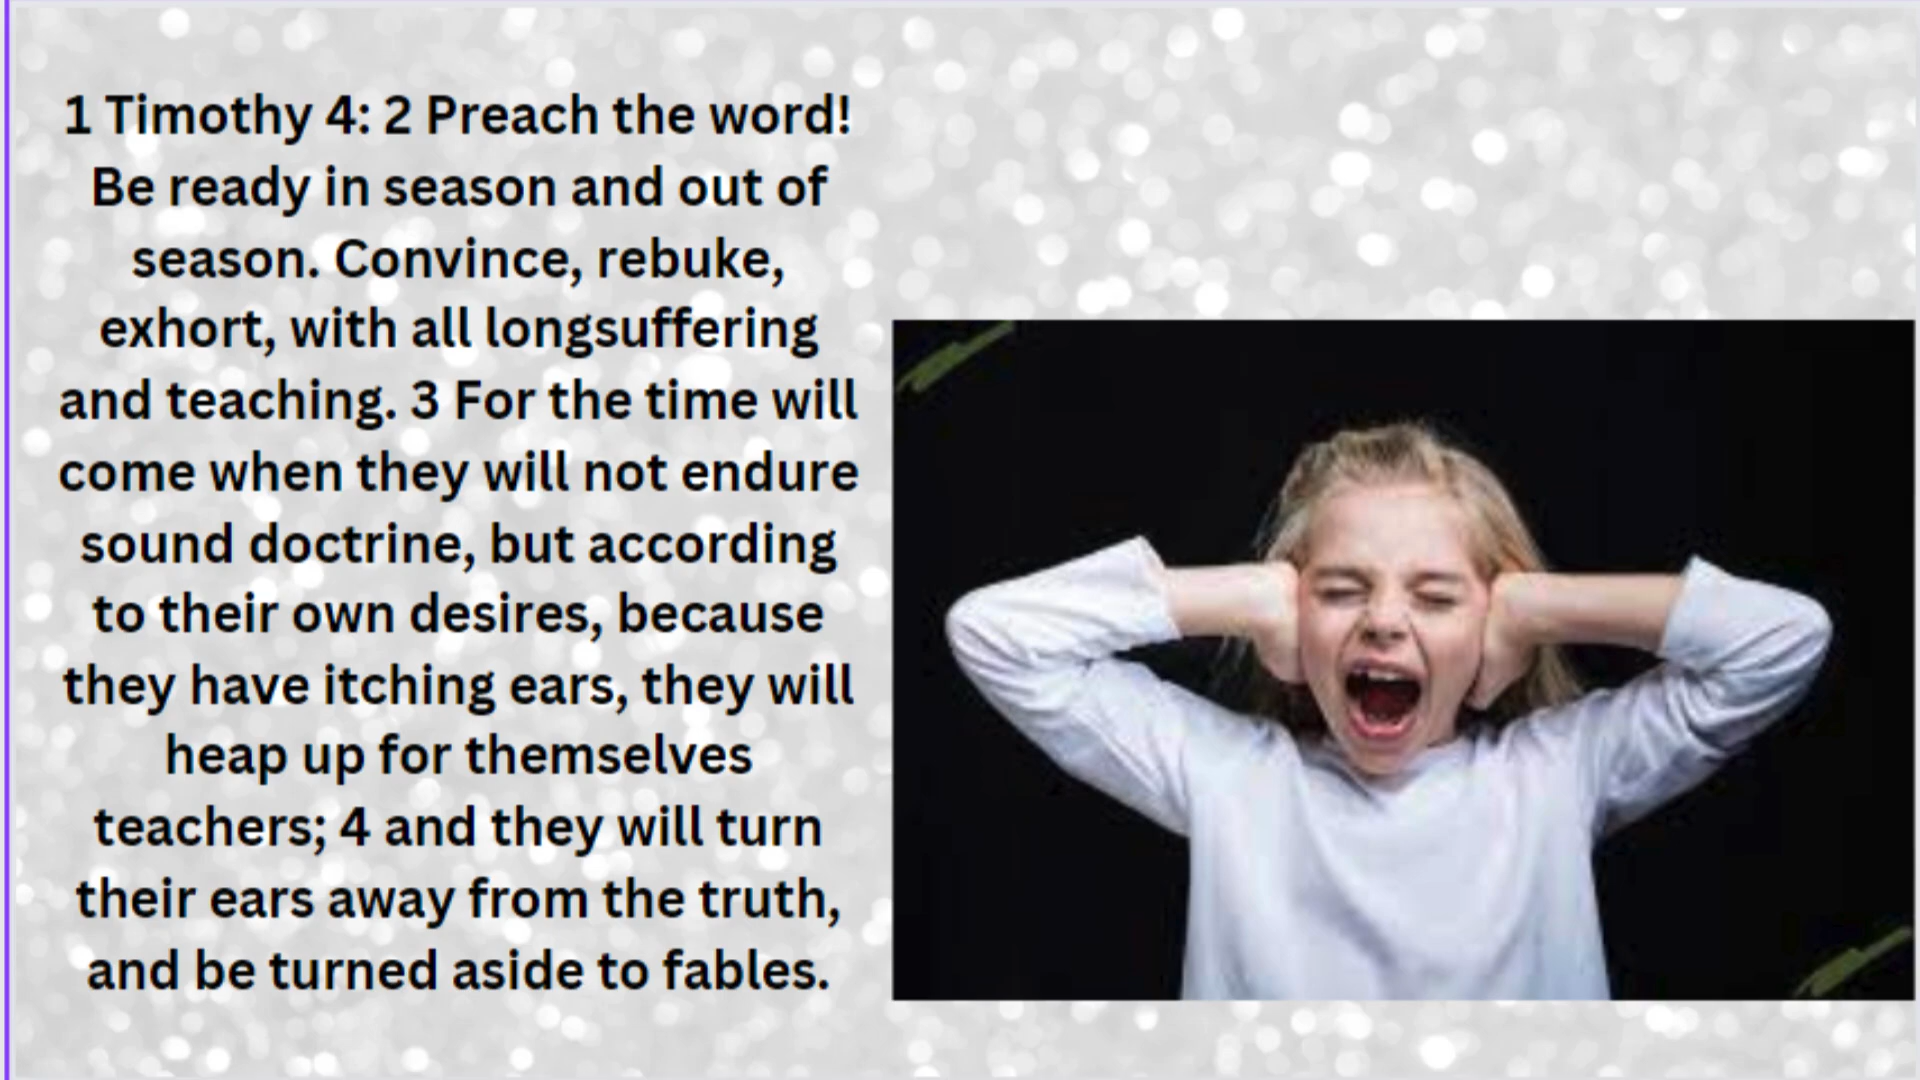 1 Timothy 4: 2 Preach the word!
Be ready in season and out of
season. Convince, rebuke,
exhort, with all longsuffering
and teaching. 3 For the time will
come when they will not endure
sound doctrine, but according
to their own desires, because
they have itching ears, they will
heap up for themselves
teachers; 4 and they will turn
their ears away from the truth,
and be turned aside to fables.